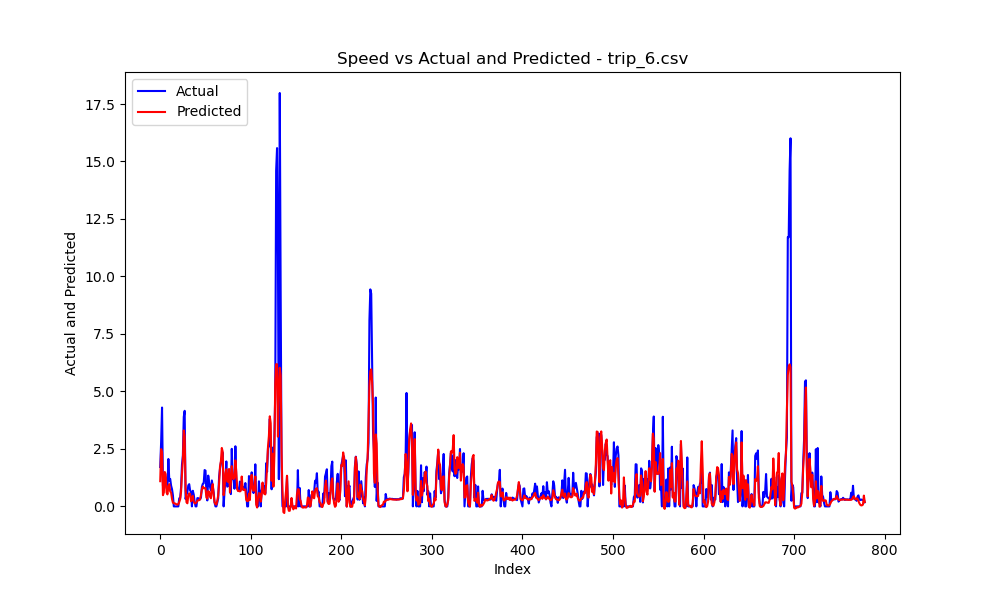 Speed vs Actual and Predicted - trip_6.csv
Actual
Predicted
17.5
15.0
12.5
10.0
7.5
5.0
2.5
0.0
Actual and Predicted
0 100 200 300 400 500 600 700 800
Index